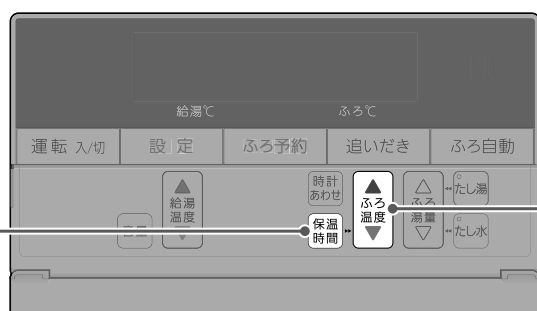 給湯℃ ふろ℃
運転 入/切 設定 ふろ予約 追いだき ふろ自動
時計
あわせ
たし湯
給湯
温度
ふろ
温度
ふろ
湯量
音量
保温
時間
たし水